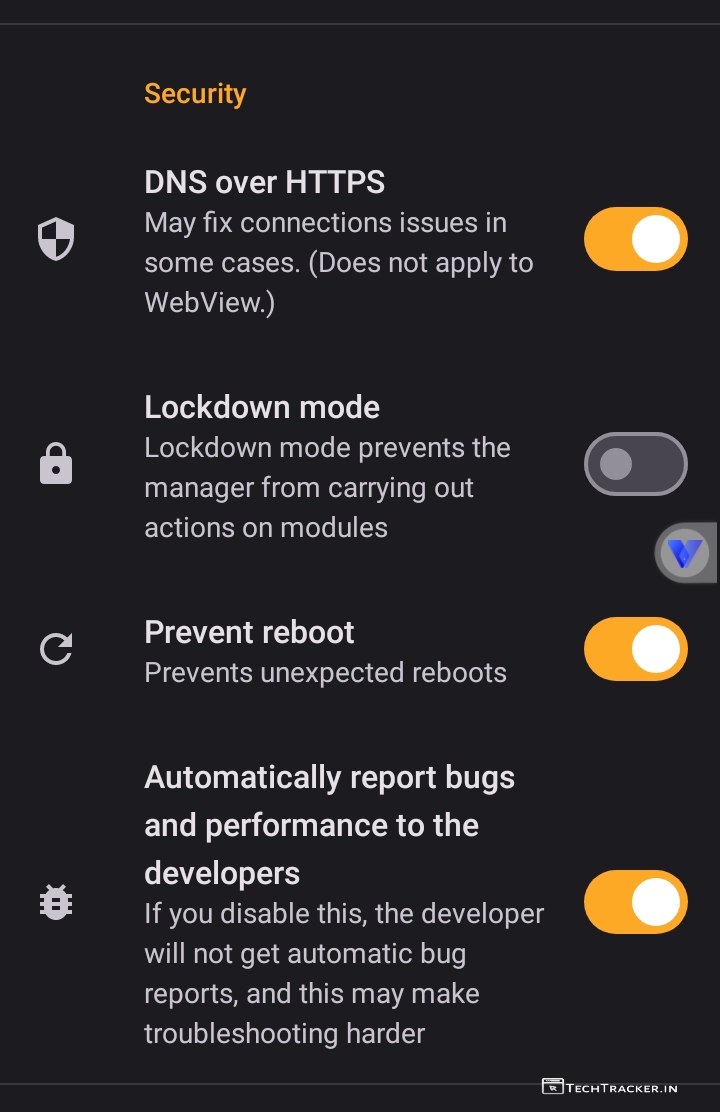 Security
DNS over HTTPS
May fix connections issues in
some cases. (Does not apply to
WebView.)
Lockdown mode
Lockdown mode prevents the
manager from carrying out
actions on modules
Prevent reboot
Prevents unexpected reboots
Automatically report bugs
and performance to the
developers
If you disable this, the developer
will not get automatic bug
reports, and this may make
troubleshooting harder
TECHTRACKER.IN